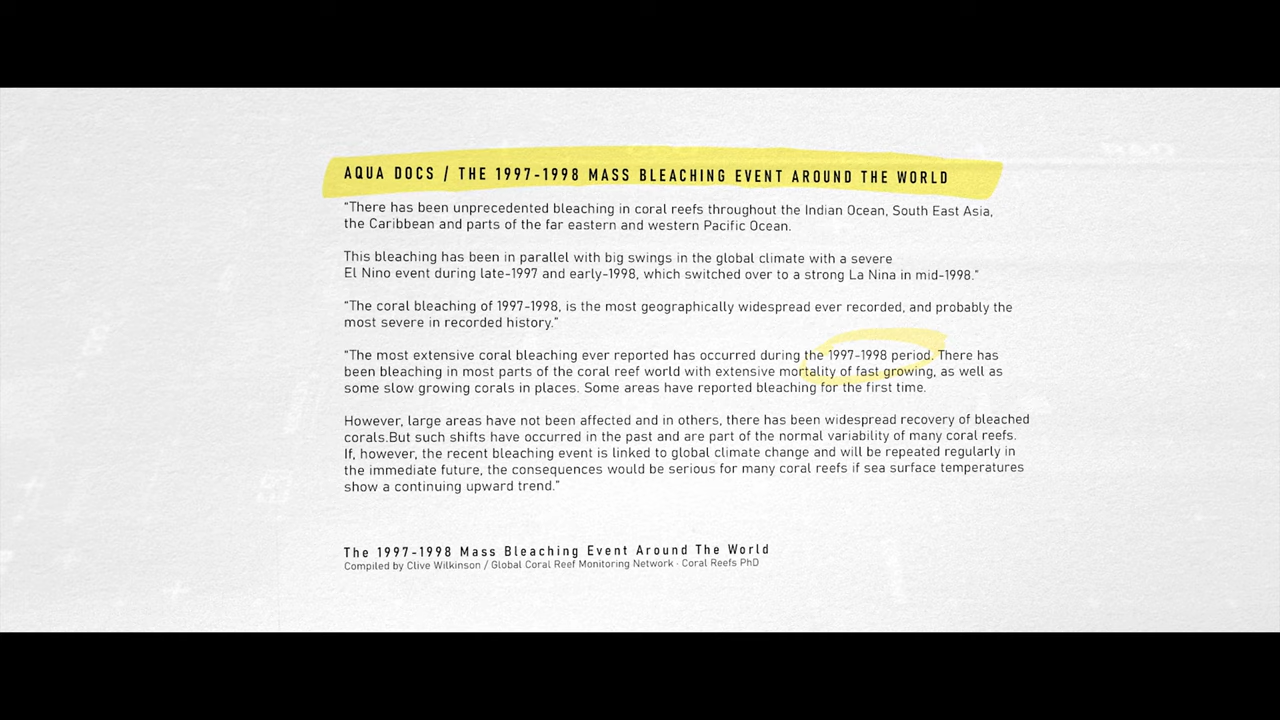 AQUA DOCS / THE 1997-1998 MASS BLEACHING EVENT AROUND THE WORLD
“There has been unprecedented bleaching in coral reefs throughout the Indian Ocean, South East Asia,
the Caribbean and parts of the far eastern and western Pacific Ocean.
This bleaching has been in parallel with big swings in the global climate with a severe
El Nino event during late-1997 and early-1998, which switched over to a strong La Nina in mid-1998.”
“The coral bleaching of 1997-1998, is the most geographically widespread ever recorded, and probably the
most severe in recorded history.”
“The most extensive coral bleaching ever reported has occurred during the 1997-1998 period. There has
been bleaching in most parts of the coral reef world with extensive mortality of fast growing, as well as
some slow growing corals in places. Some areas have reported bleaching for the first time.
However, large areas have not been affected and in others, there has been widespread recovery of bleached
corals.But such shifts have occurred in the past and are part of the normal variability of many coral reefs.
If, however, the recent bleaching event is linked to global climate change and will be repeated regularly in
the immediate future, the consequences would be serious for many coral reefs if sea surface temperatures
show a continuing upward trend.”
The 1997-1998 Mass Bleaching Event Around The World
Compiled by Clive Wilkinson / Global Coral Reef Monitoring Network · Coral Reefs PhD